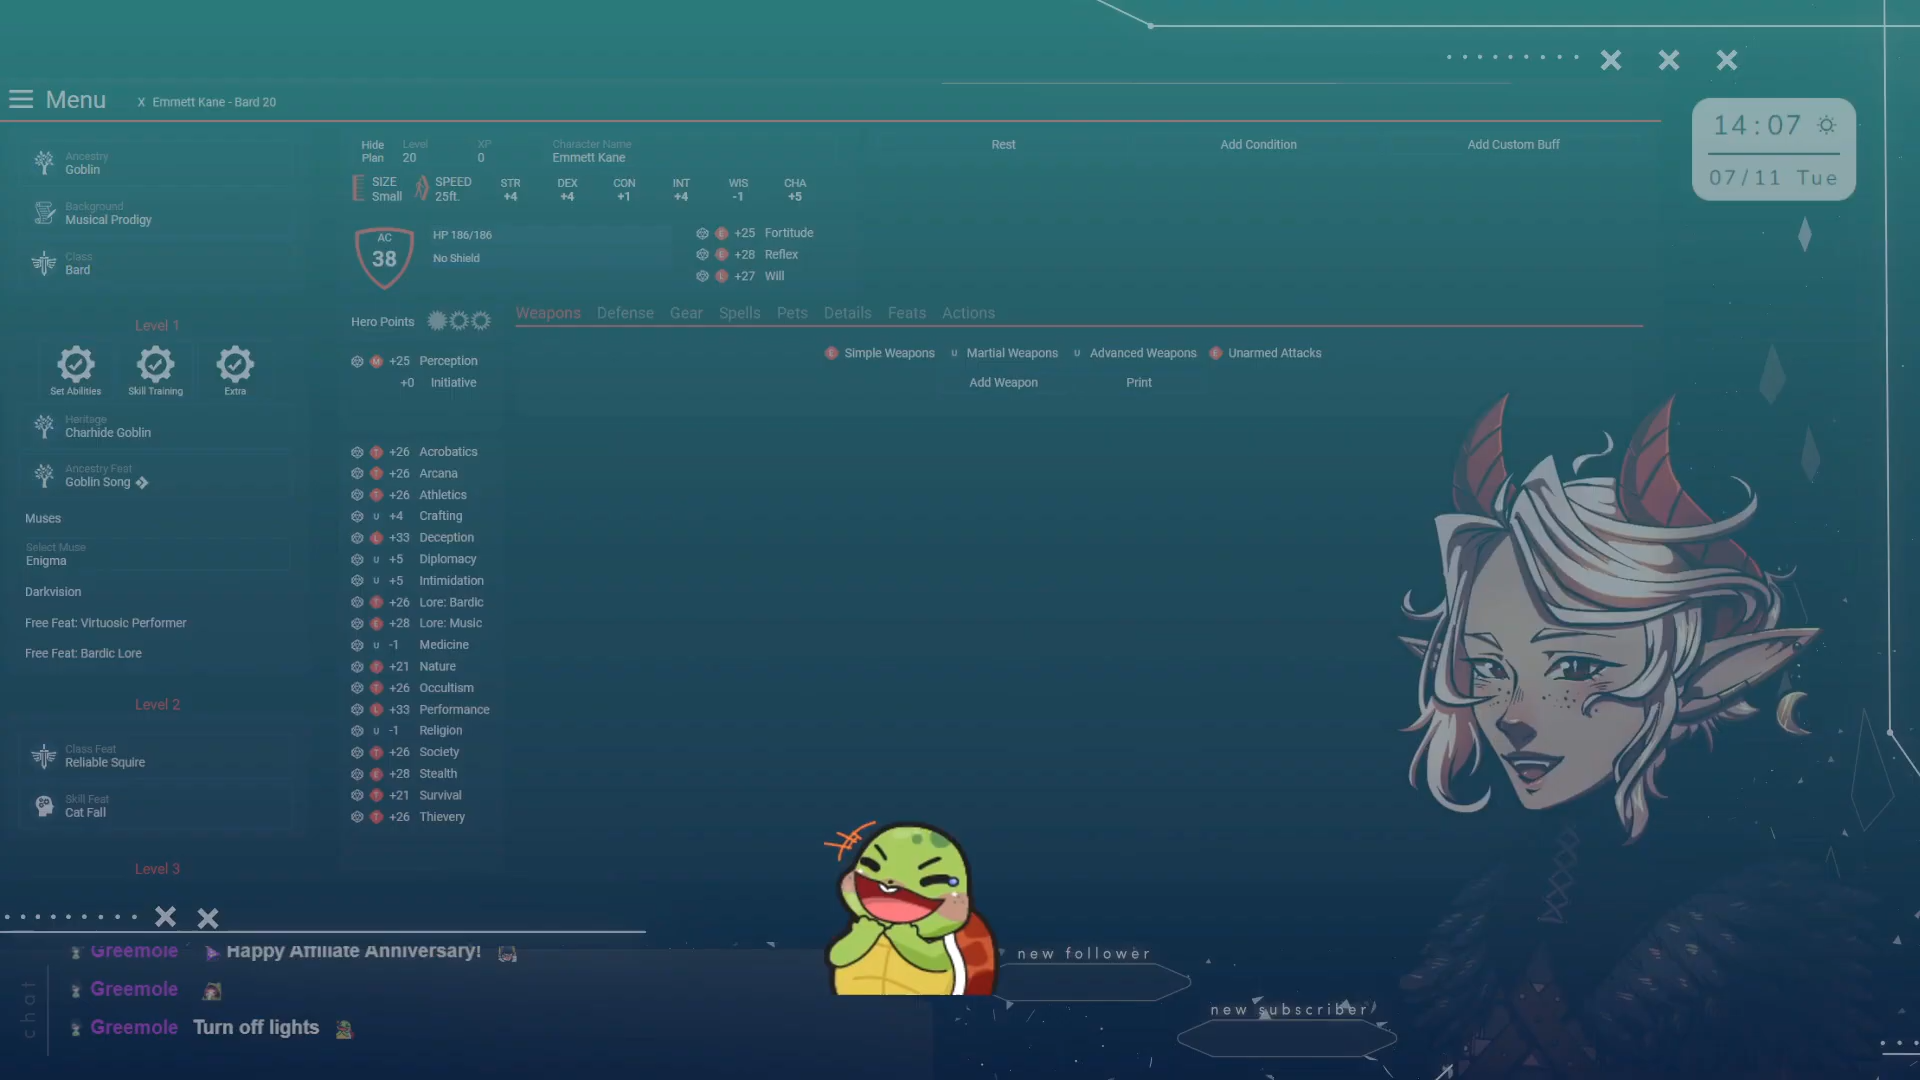 14:07
07/11 Tue
Menu X Emmett Kane - Bard 20
Ancestry
Goblin
Background
Musical Prodigy
Class
Bard
Level 1
Set Abilities Skill Training Extra
Heritage
Charhide Goblin
Ancestry Feat
Goblin Song
Muses
Select Muse
Enigma
Darkvision
Free Feat: Virtuosic Performer
Free Feat: Bardic Lore
Level 2
Class Feat
Reliable Squire
Skill Feat
Cat Fall
Level 3
Hide Plan
Level
20
XP
0
Character Name
Emmett Kane
Rest Add Condition Add Custom Buff
SIZE
Small
SPEED
25ft.
STR DEX CON INT WIS CHA
+4 +4 +1 +4 -1 +5
AC
38
HP 186/186
No Shield
E +25 Fortitude
E +28 Reflex
L +27 Will
Hero Points
Weapons Defense Gear Spells Pets Details Feats Actions
E Simple Weapons U Martial Weapons U Advanced Weapons E Unarmed Attacks
Add Weapon Print
M +25 Perception
+0 Initiative
T +26 Acrobatics
T +26 Arcana
T +26 Athletics
U +4 Crafting
L +33 Deception
U +5 Diplomacy
U +5 Intimidation
T +26 Lore: Bardic
E +28 Lore: Music
U -1 Medicine
T +21 Nature
T +26 Occultism
L +33 Performance
U -1 Religion
T +26 Society
E +28 Stealth
T +21 Survival
T +26 Thievery
chat
Greemole Happy Affiliate Anniversary!
Greemole
Greemole Turn off lights
new follower
new subscriber